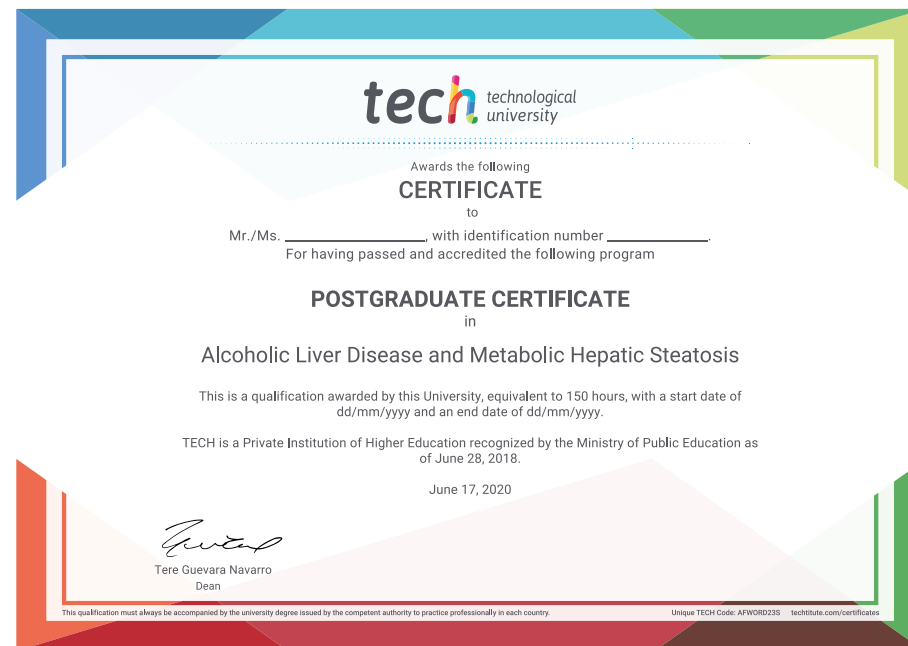 tech technological
university
Awards the following
CERTIFICATE
to
Mr./Ms. ____________________, with identification number ______________.
For having passed and accredited the following program
POSTGRADUATE CERTIFICATE
in
Alcoholic Liver Disease and Metabolic Hepatic Steatosis
This is a qualification awarded by this University, equivalent to 150 hours, with a start date of
dd/mm/yyyy and an end date of dd/mm/yyyy.
TECH is a Private Institution of Higher Education recognized by the Ministry of Public Education as
of June 28, 2018.
June 17, 2020
Tere Guevara Navarro
Dean
This qualification must always be accompanied by the university degree issued by the competent authority to practice professionally in each country. Unique TECH Code: AFWORD23S techtitute.com/certificates